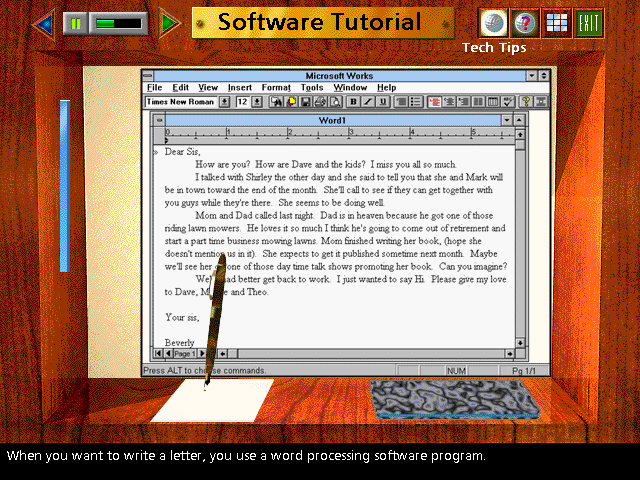 Software Tutorial
EXIT
Tech Tips
Microsoft Works
File Edit View Insert Format Tools Window Help
Times New Roman 12 B I U
Word1
0 1 2 3 4 5
» Dear Sis,
How are you? How are Dave and the kids? I miss you all so much.
I talked with Shirley the other day and she said to tell you that she and Mark will
be in town toward the end of the month. She'll call to see if they can get together with
you guys while they're there. She seems to be doing well.
Mom and Dad called last night. Dad is in heaven because he got one of those
riding lawn mowers. He loves it so much I think he's going to come out of retirement and
start a part time business mowing lawns. Mom finished writing her book, (hope she
doesn't mention us in it). She expects to get it published sometime next month. Maybe
we'll see her on one of those day time talk shows promoting her book. Can you imagine?
had better get back to work. I just wanted to say Hi. Please give my love
to Dave, and Theo.
Your sis,
Beverly
Page 1
Press ALT to choose commands. NUM Pg 1/1
When you want to write a letter, you use a word processing software program.